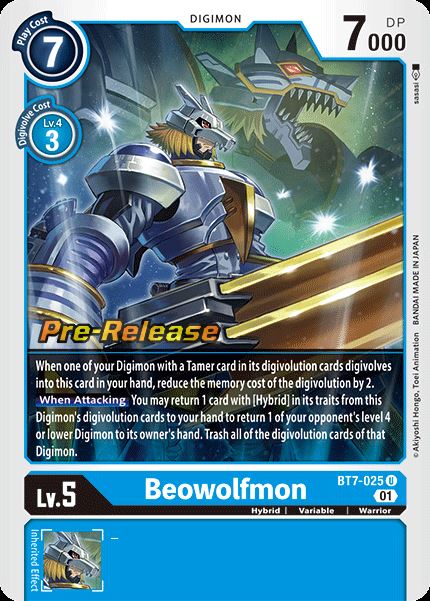 DIGIMON
Play Cost
7
7000
DP
Digivolve Cost
Lv.4
3
sasasi
Pre-Release
When one of your Digimon with a Tamer card in its digivolution cards digivolves
into this card in your hand, reduce the memory cost of the digivolution by 2.
When Attacking You may return 1 card with [Hybrid] in its traits from this
Digimon's digivolution cards to your hand to return 1 of your opponent's level 4
or lower Digimon to its owner's hand. Trash all of the digivolution cards of that
Digimon.
© Akiyoshi Hongo, Toei Animation BANDAI MADE IN JAPAN
Lv.5
Beowolfmon
BT7-025 U
01
Hybrid | Variable | Warrior
Inherited Effect
–